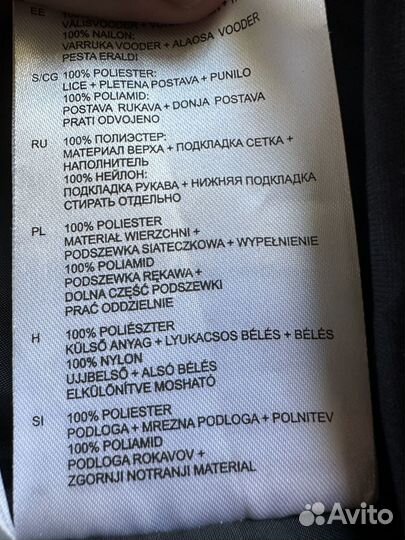 EE
VALISVOODER + VAHEVOODER +
100% NAILON:
VARRUKA VOODER + ALAOSA VOODER
PESTA ERALDI
S/CG 100% POLIESTER:
LICE + PLETENA POSTAVA + PUNILO
100% POLIAMID:
POSTAVA RUKAVA + DONJA POSTAVA
PRATI ODVOJENO
RU 100% ПОЛИЭСТЕР:
МАТЕРИАЛ ВЕРХА + ПОДКЛАДКА СЕТКА +
НАПОЛНИТЕЛЬ
100% НЕЙЛОН:
ПОДКЛАДКА РУКАВА + НИЖНЯЯ ПОДКЛАДКА
СТИРАТЬ ОТДЕЛЬНО
PL 100% POLIESTER
MATERIAŁ WIERZCHNI +
PODSZEWKA SIATECZKOWA + WYPEŁNIENIE
100% POLIAMID
PODSZEWKA RĘKAWA +
DOLNA CZĘŚĆ PODSZEWKI
PRAĆ ODDZIELNIE
H 100% POLIÉSZTER
KÜLSŐ ANYAG + LYUKACSOS BÉLÉS + BÉLÉS
100% NYLON
UJJBELSŐ + ALSÓ BÉLÉS
ELKÜLÖNÍTVE MOSHATÓ
SI 100% POLIESTER
PODLOGA + MREZNA PODLOGA + POLNITEV
100% POLIAMID
PODLOGA ROKAVOV +
ZGORNJI NOTRANJI MATERIAL
Avito